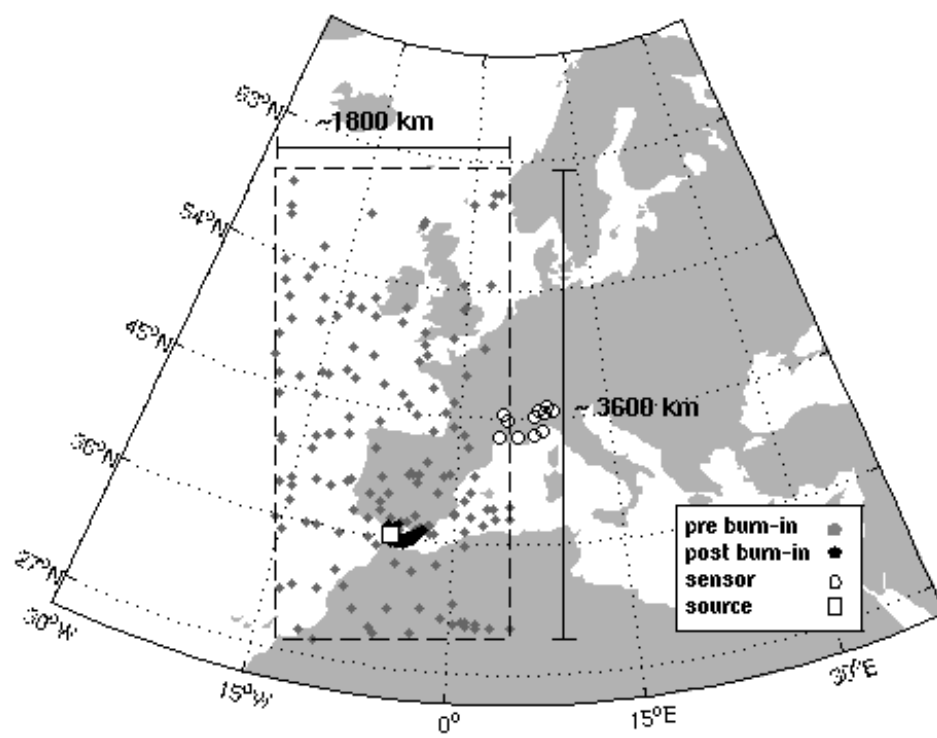 63°N
~1800 km
54°N
45°N
~ 3600 km
36°N
pre burn-in
post burn-in
sensor
source
27°N
30°W
15°W
0°
15°E
30°E